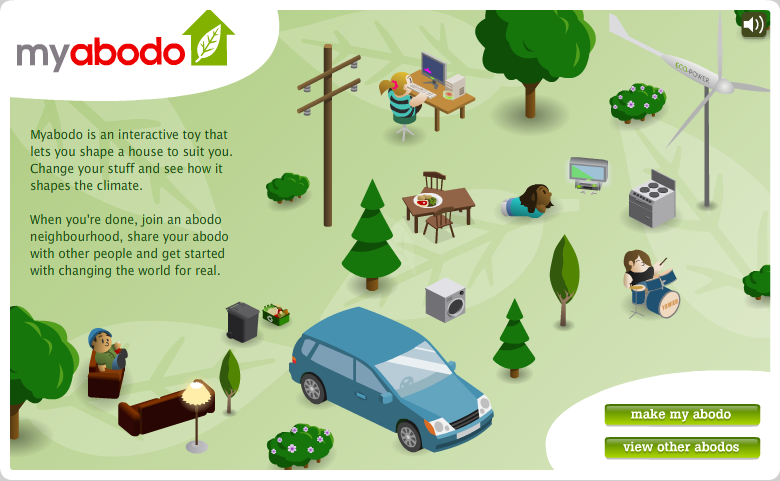 myabodo
ECO-POWER
Myabodo is an interactive toy that
lets you shape a house to suit you.
Change your stuff and see how it
shapes the climate.
When you're done, join an abodo
neighbourhood, share your abodo
with other people and get started
with changing the world for real.
make my abodo
view other abodos